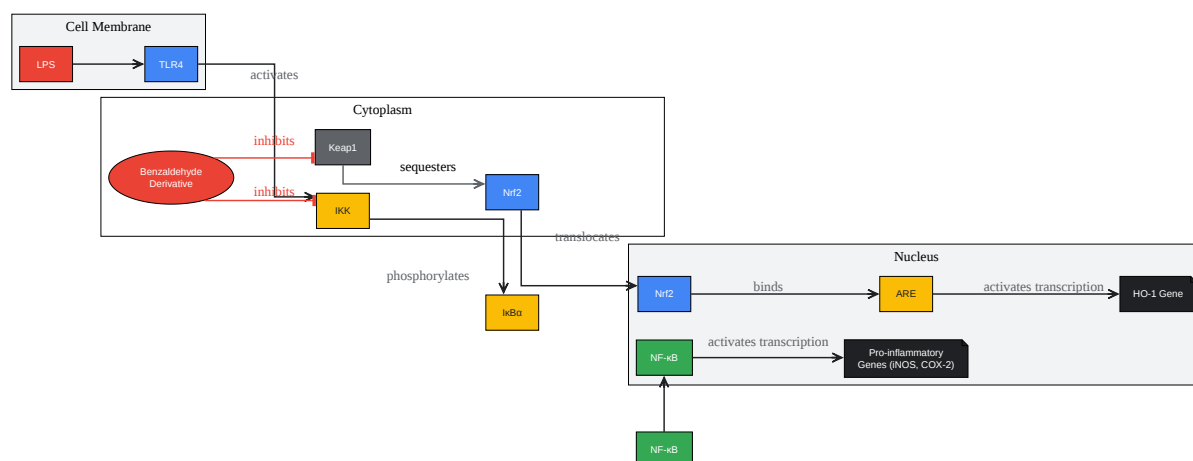 Cell Membrane
LPS
TLR4
activates
Cytoplasm
inhibits
Keap1
sequesters
Benzaldehyde
Derivative
inhibits
IKK
Nrf2
translocates
phosphorylates
IκBα
Nucleus
Nrf2
binds
ARE
activates transcription
HO-1 Gene
NF-κB
activates transcription
Pro-inflammatory
Genes (iNOS, COX-2)
NF-κB